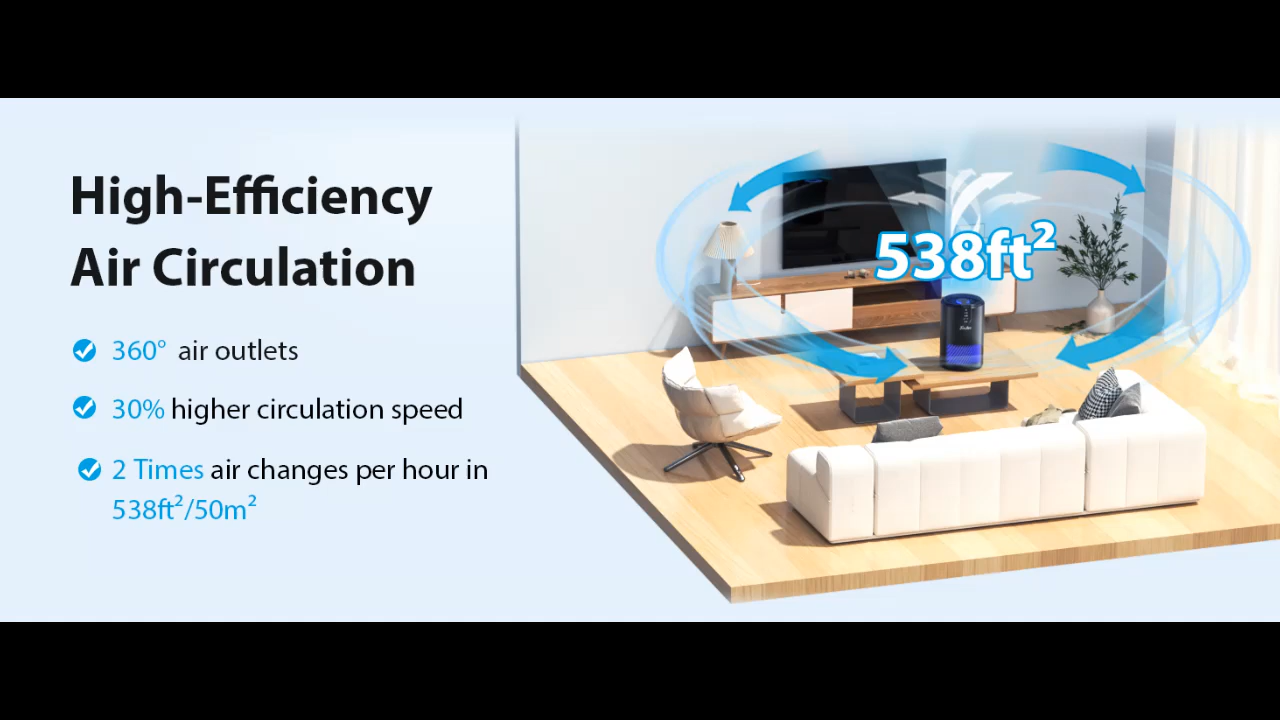 High-Efficiency
Air Circulation
360° air outlets
30% higher circulation speed
2 Times air changes per hour in
538ft²/50m²
538ft²